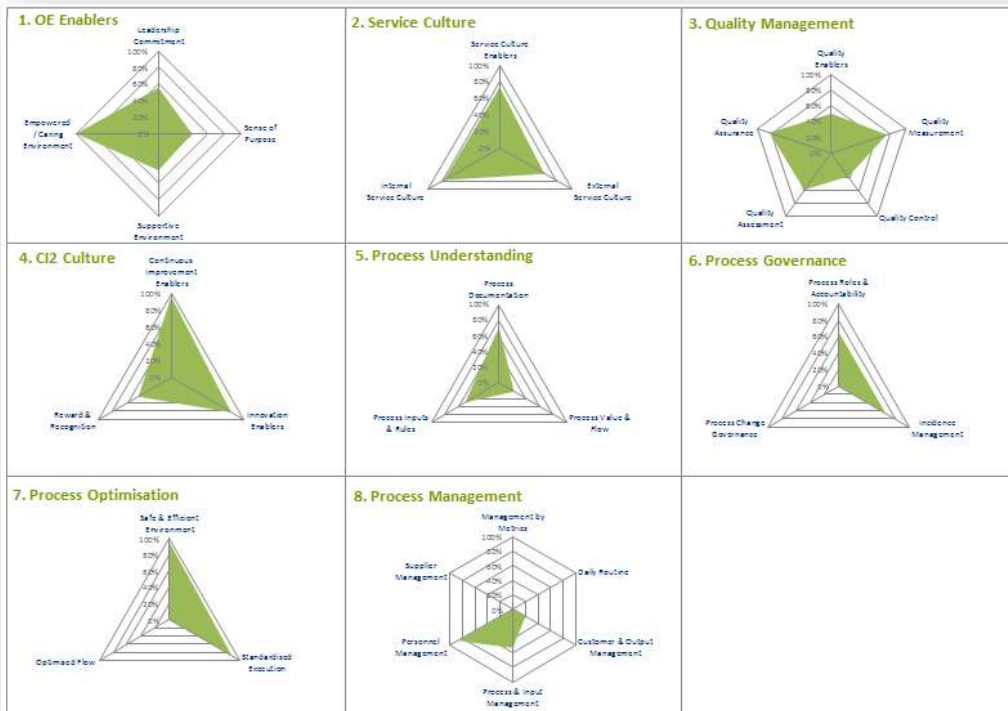 1. OE Enablers
Leadership
Commitment
100%
80%
60%
40%
20%
0%
Empowered
/ Caring
Environment
Sense of
Purpose
Supportive
Environment
2. Service Culture
Service Culture
Enablers
100%
80%
60%
40%
20%
0%
Internal
Service Culture
External
Service Culture
3. Quality Management
Quality
Enablers
100%
80%
60%
40%
20%
0%
Quality
Assurance
Quality
Measurement
Quality
Assessment
Quality Control
4. CI2 Culture
Continuous
Improvement
Enablers
100%
80%
60%
40%
20%
0%
Reward &
Recognition
Innovation
Enablers
5. Process Understanding
Process
Documentation
100%
80%
60%
40%
20%
0%
Process Inputs
& Rules
Process Value &
Flow
6. Process Governance
Process Roles &
Accountability
100%
80%
60%
40%
20%
0%
Process Change
Governance
Incidence
Management
7. Process Optimisation
Safe & Efficient
Environment
100%
80%
60%
40%
20%
0%
Optimised Flow
Standardised
Execution
8. Process Management
Management by
Metrics
100%
80%
60%
40%
20%
0%
Supplier
Management
Daily Routine
Personnel
Management
Customer & Output
Management
Process & Input
Management